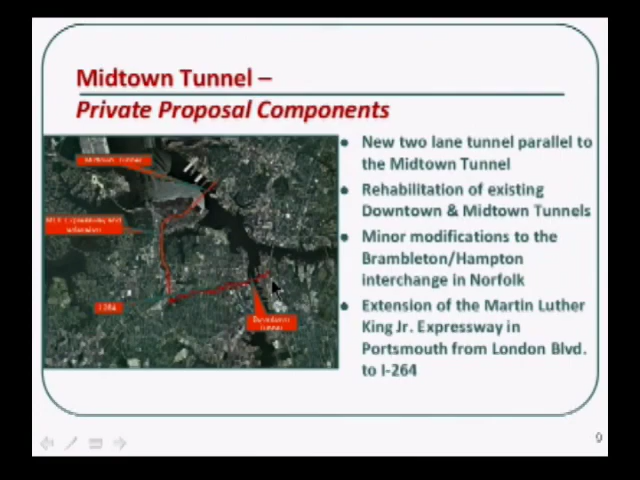 Midtown Tunnel –
Private Proposal Components
New two lane tunnel parallel to
the Midtown Tunnel
Rehabilitation of existing
Downtown & Midtown Tunnels
Minor modifications to the
Brambleton/Hampton
interchange in Norfolk
Extension of the Martin Luther
King Jr. Expressway in
Portsmouth from London Blvd.
to I-264
Midtown Tunnel
I-264
Downtown
Tunnel
9